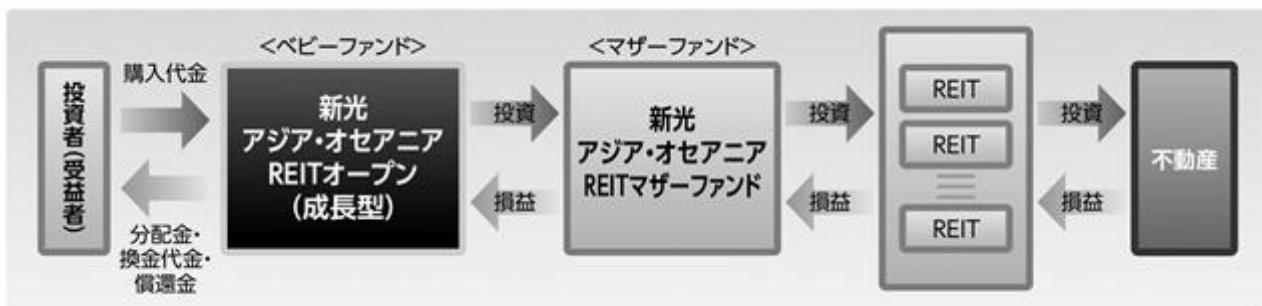 投資者(受益者)
購入代金
分配金・
換金代金・
償還金
<ベビーファンド>
新光
アジア・オセアニア
REITオープン
(成長型)
投資
損益
<マザーファンド>
新光
アジア・オセアニア
REITマザーファンド
投資
損益
REIT
REIT
REIT
投資
損益
不動産